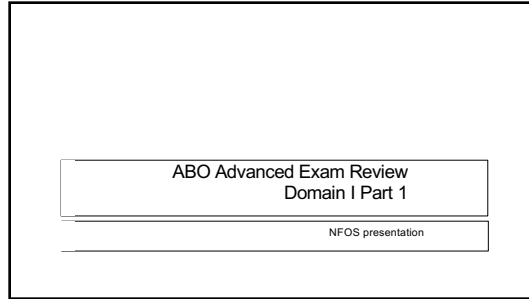 ABO Advanced Exam Review
Domain I Part 1
NFOS presentation